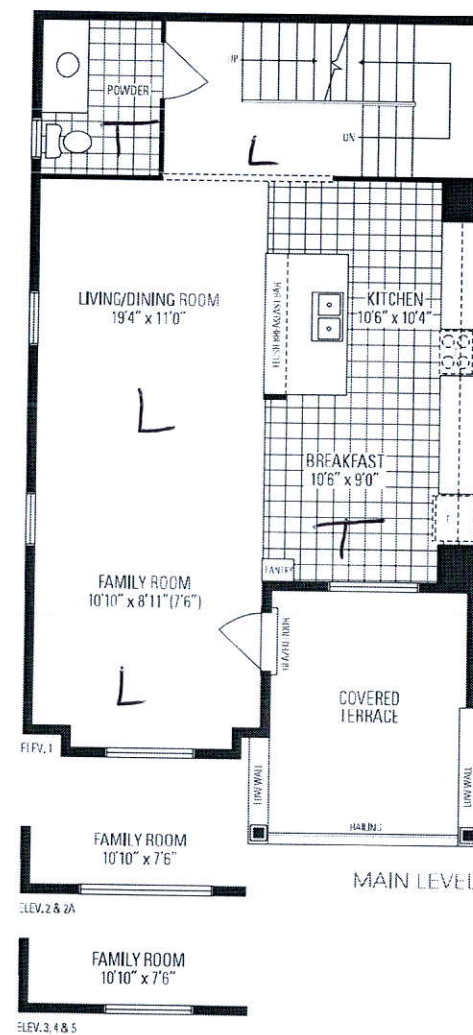 POWDER
T
UP
DN
L
LIVING/DINING ROOM
19'4" x 11'0"
KITCHEN
10'6" x 10'4"
FLUSH BREAKFAST BAR
L
BREAKFAST
10'6" x 9'0"
T
PANTRY
FAMILY ROOM
10'10" x 8'11"(7'6")
L
COVERED
TERRACE
ELEV. 1
LOW WALL
LOW WALL
RAILING
MAIN LEVEL
FAMILY ROOM
10'10" x 7'6"
ELEV. 2 & 2A
FAMILY ROOM
10'10" x 7'6"
ELEV. 3, 4 & 5